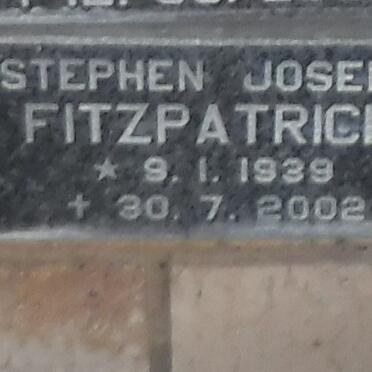 STEPHEN JOSE
FITZPATRIC
* 9. 1. 1939
† 30. 7. 2002